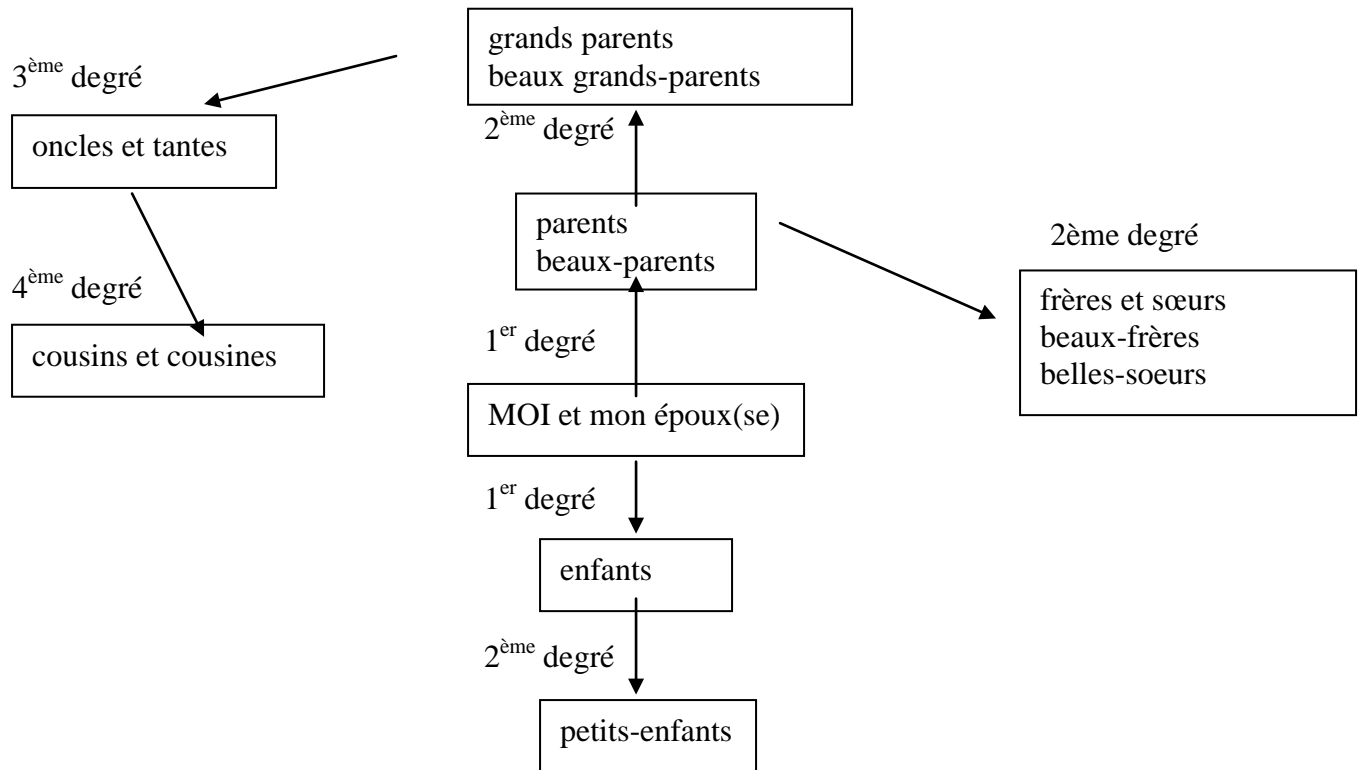 grands parents
beaux grands-parents
3ème degré
oncles et tantes
2ème degré
parents
beaux-parents
2ème degré
frères et sœurs
beaux-frères
belles-soeurs
4ème degré
cousins et cousines
1er degré
MOI et mon époux(se)
1er degré
enfants
2ème degré
petits-enfants